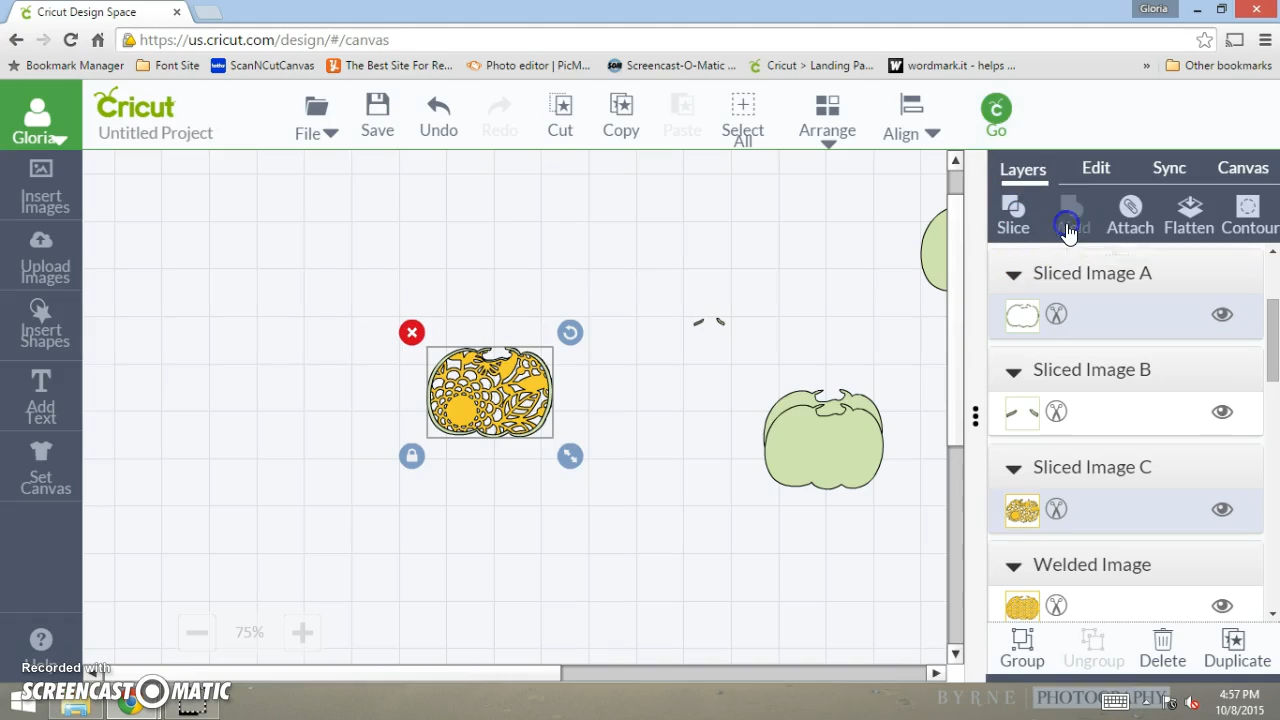 Cricut Design Space
Gloria
https://us.cricut.com/design/#/canvas
Bookmark Manager Font Site ScanNCutCanvas The Best Site For Re... Photo editor | PicM... Screencast-O-Matic ... Cricut > Landing Pa... wordmark.it - helps ... » Other bookmarks
Gloria
Cricut
Untitled Project
File Save Undo Redo Cut Copy Paste Select All Arrange Align Go
Insert Images
Upload Images
Insert Shapes
Add Text
Set Canvas
Help
Layers Edit Sync Canvas
Slice Attach Flatten Contour
Sliced Image A
Sliced Image B
Sliced Image C
Welded Image
75%
Group Ungroup Delete Duplicate
Recorded with
SCREENCAST-O-MATIC
BYRNE PHOTOGRAPHY
4:57 PM
10/8/2015